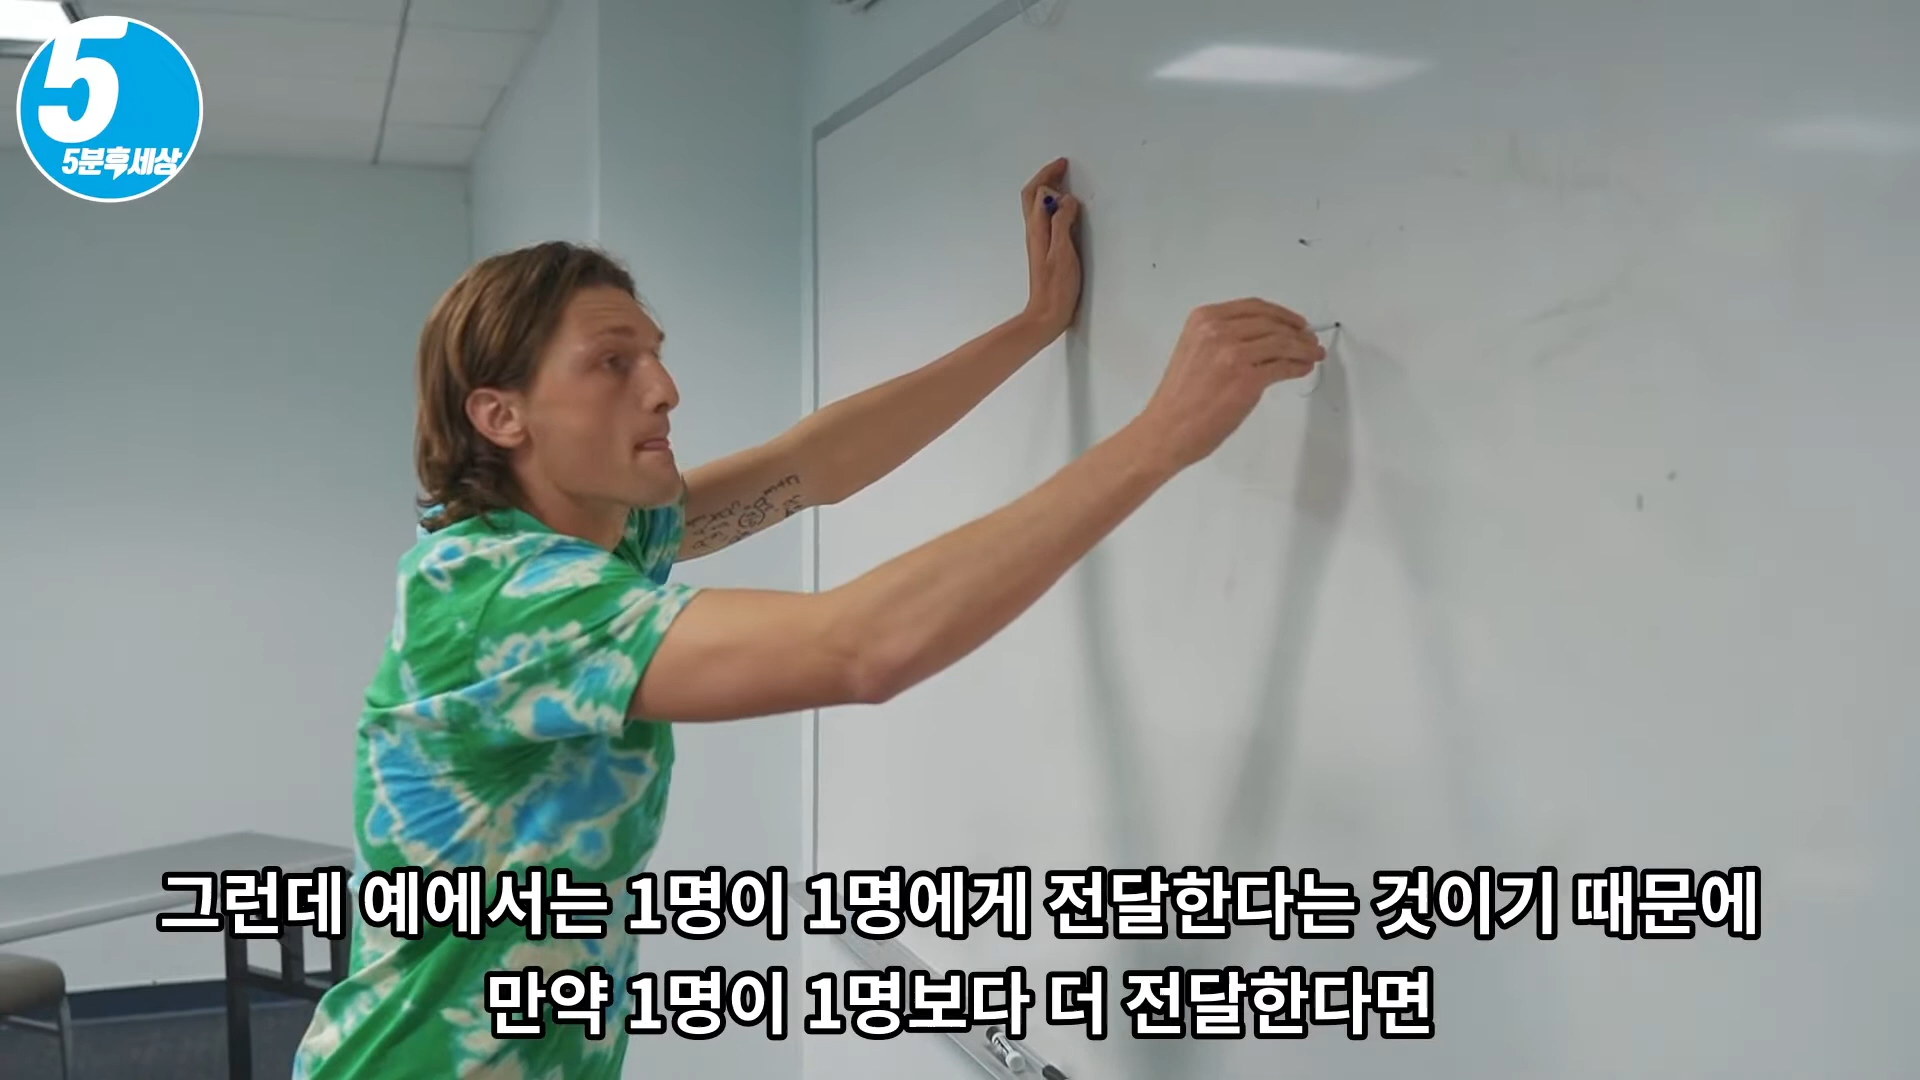 5
5분훅세상
그런데 예에서는 1명이 1명에게 전달한다는 것이기 때문에
만약 1명이 1명보다 더 전달한다면